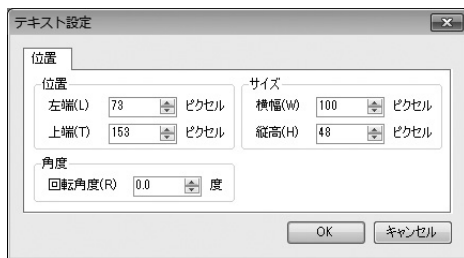 テキスト設定
位置
位置
左端(L) 73 ピクセル
上端(T) 153 ピクセル
サイズ
横幅(W) 100 ピクセル
縦高(H) 48 ピクセル
角度
回転角度(R) 0.0 度
OK キャンセル